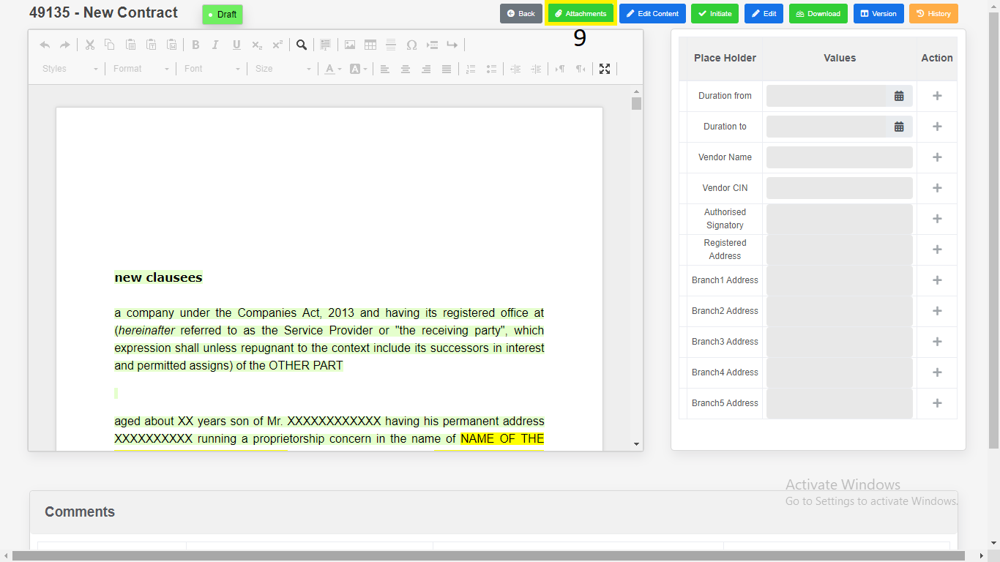 49135 - New Contract
Draft
Back
Attachments
Edit Content
Initiate
Edit
Download
Version
History
9
Styles
Format
Font
Size
new clausees
a company under the Companies Act, 2013 and having its registered office at
(hereinafter referred to as the Service Provider or "the receiving party", which
expression shall unless repugnant to the context include its successors in interest
and permitted assigns) of the OTHER PART
aged about XX years son of Mr. XXXXXXXXXXXX having his permanent address
XXXXXXXXXX running a proprietorship concern in the name of NAME OF THE
Place Holder Values Action
Duration from
Duration to
Vendor Name
Vendor CIN
Authorised
Signatory
Registered
Address
Branch1 Address
Branch2 Address
Branch3 Address
Branch4 Address
Branch5 Address
Activate Windows
Go to Settings to activate Windows.
Comments